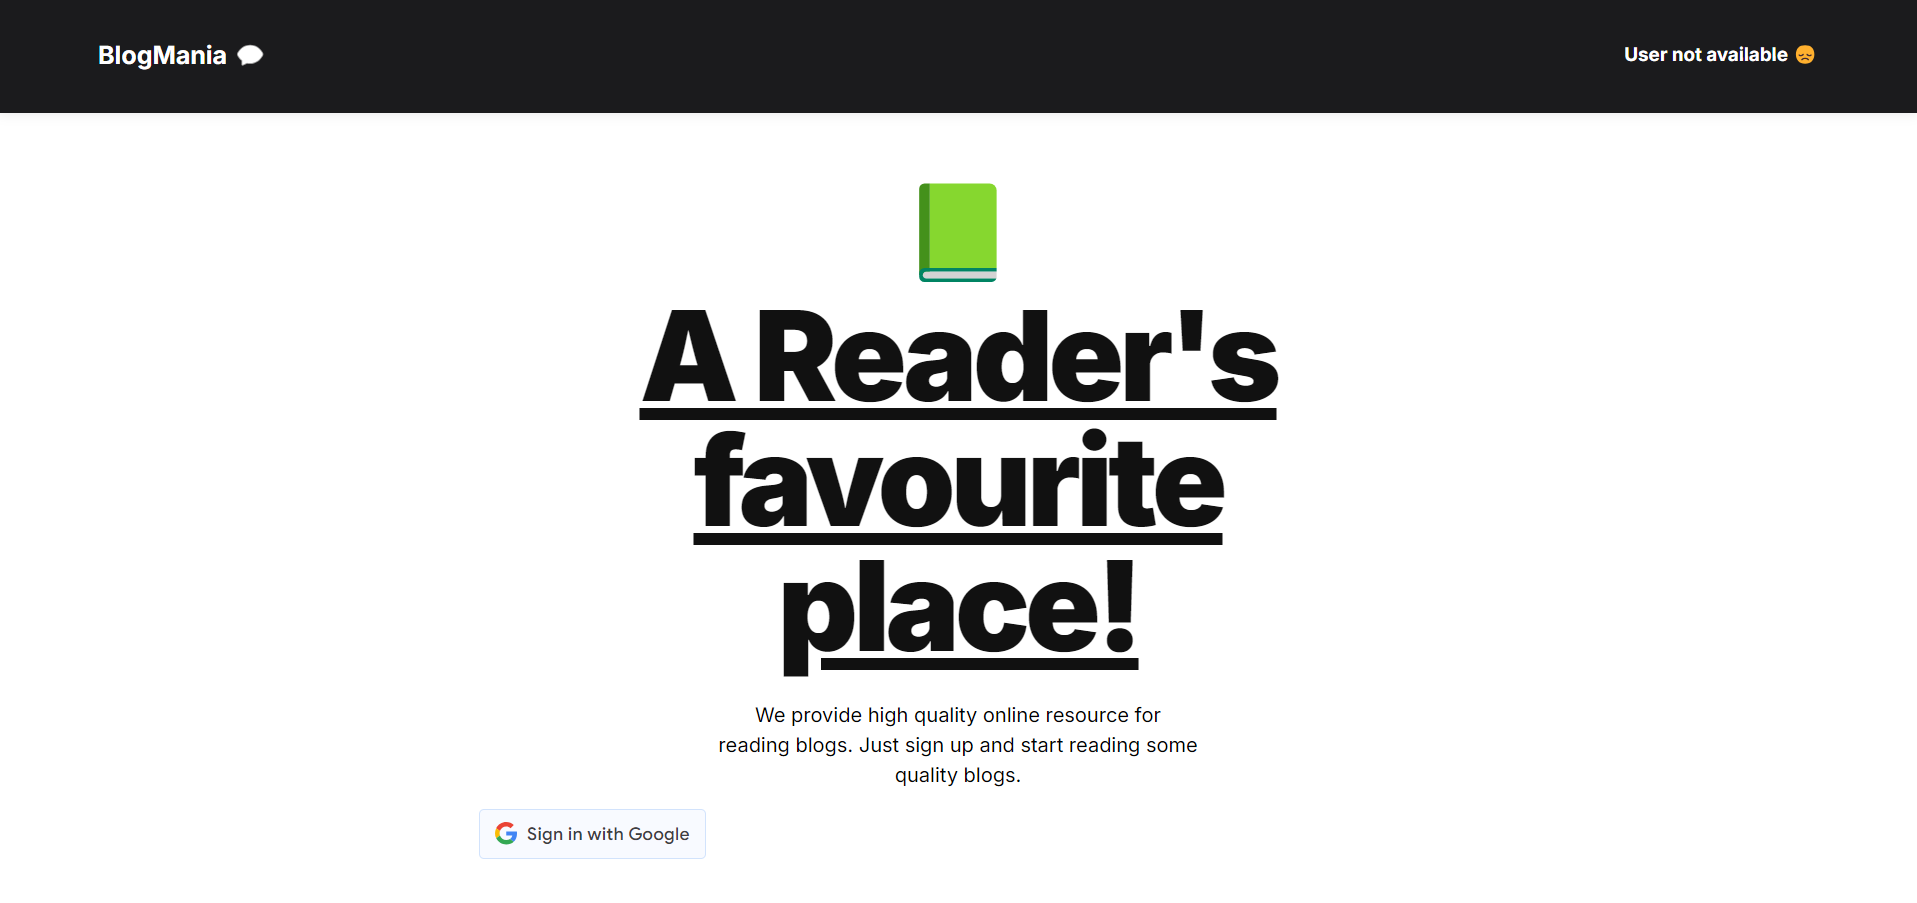 BlogMania 💬
User not available 😞
A Reader's
favourite
place!
We provide high quality online resource for
reading blogs. Just sign up and start reading some
quality blogs.
Sign in with Google